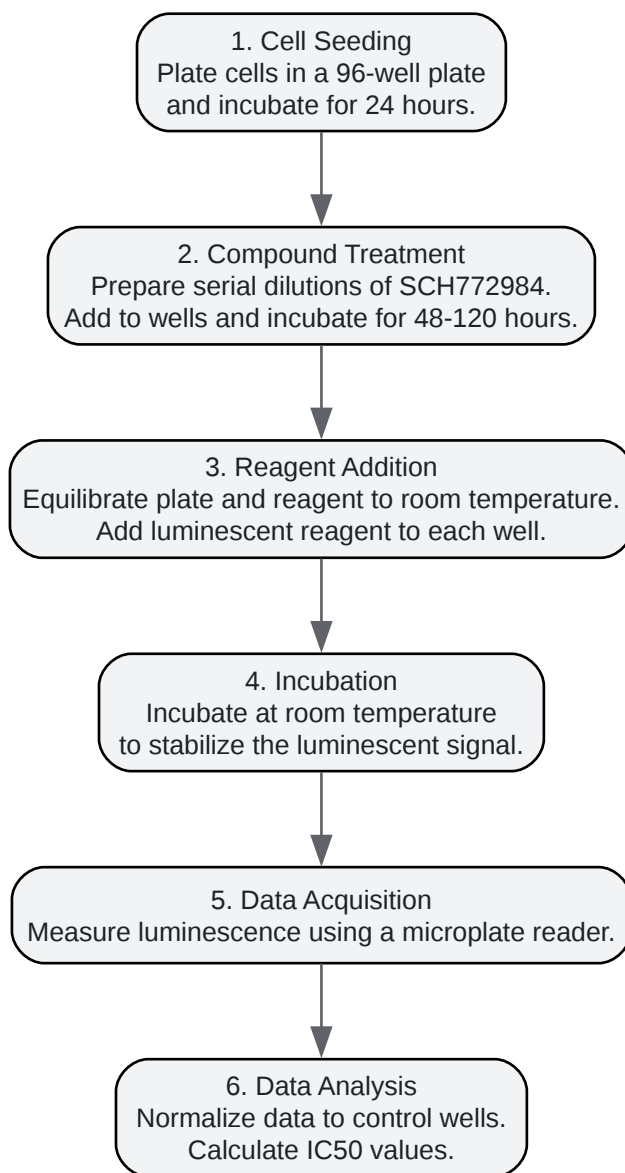 1. Cell Seeding
Plate cells in a 96-well plate
and incubate for 24 hours.
2. Compound Treatment
Prepare serial dilutions of SCH772984.
Add to wells and incubate for 48-120 hours.
3. Reagent Addition
Equilibrate plate and reagent to room temperature.
Add luminescent reagent to each well.
4. Incubation
Incubate at room temperature
to stabilize the luminescent signal.
5. Data Acquisition
Measure luminescence using a microplate reader.
6. Data Analysis
Normalize data to control wells.
Calculate IC50 values.